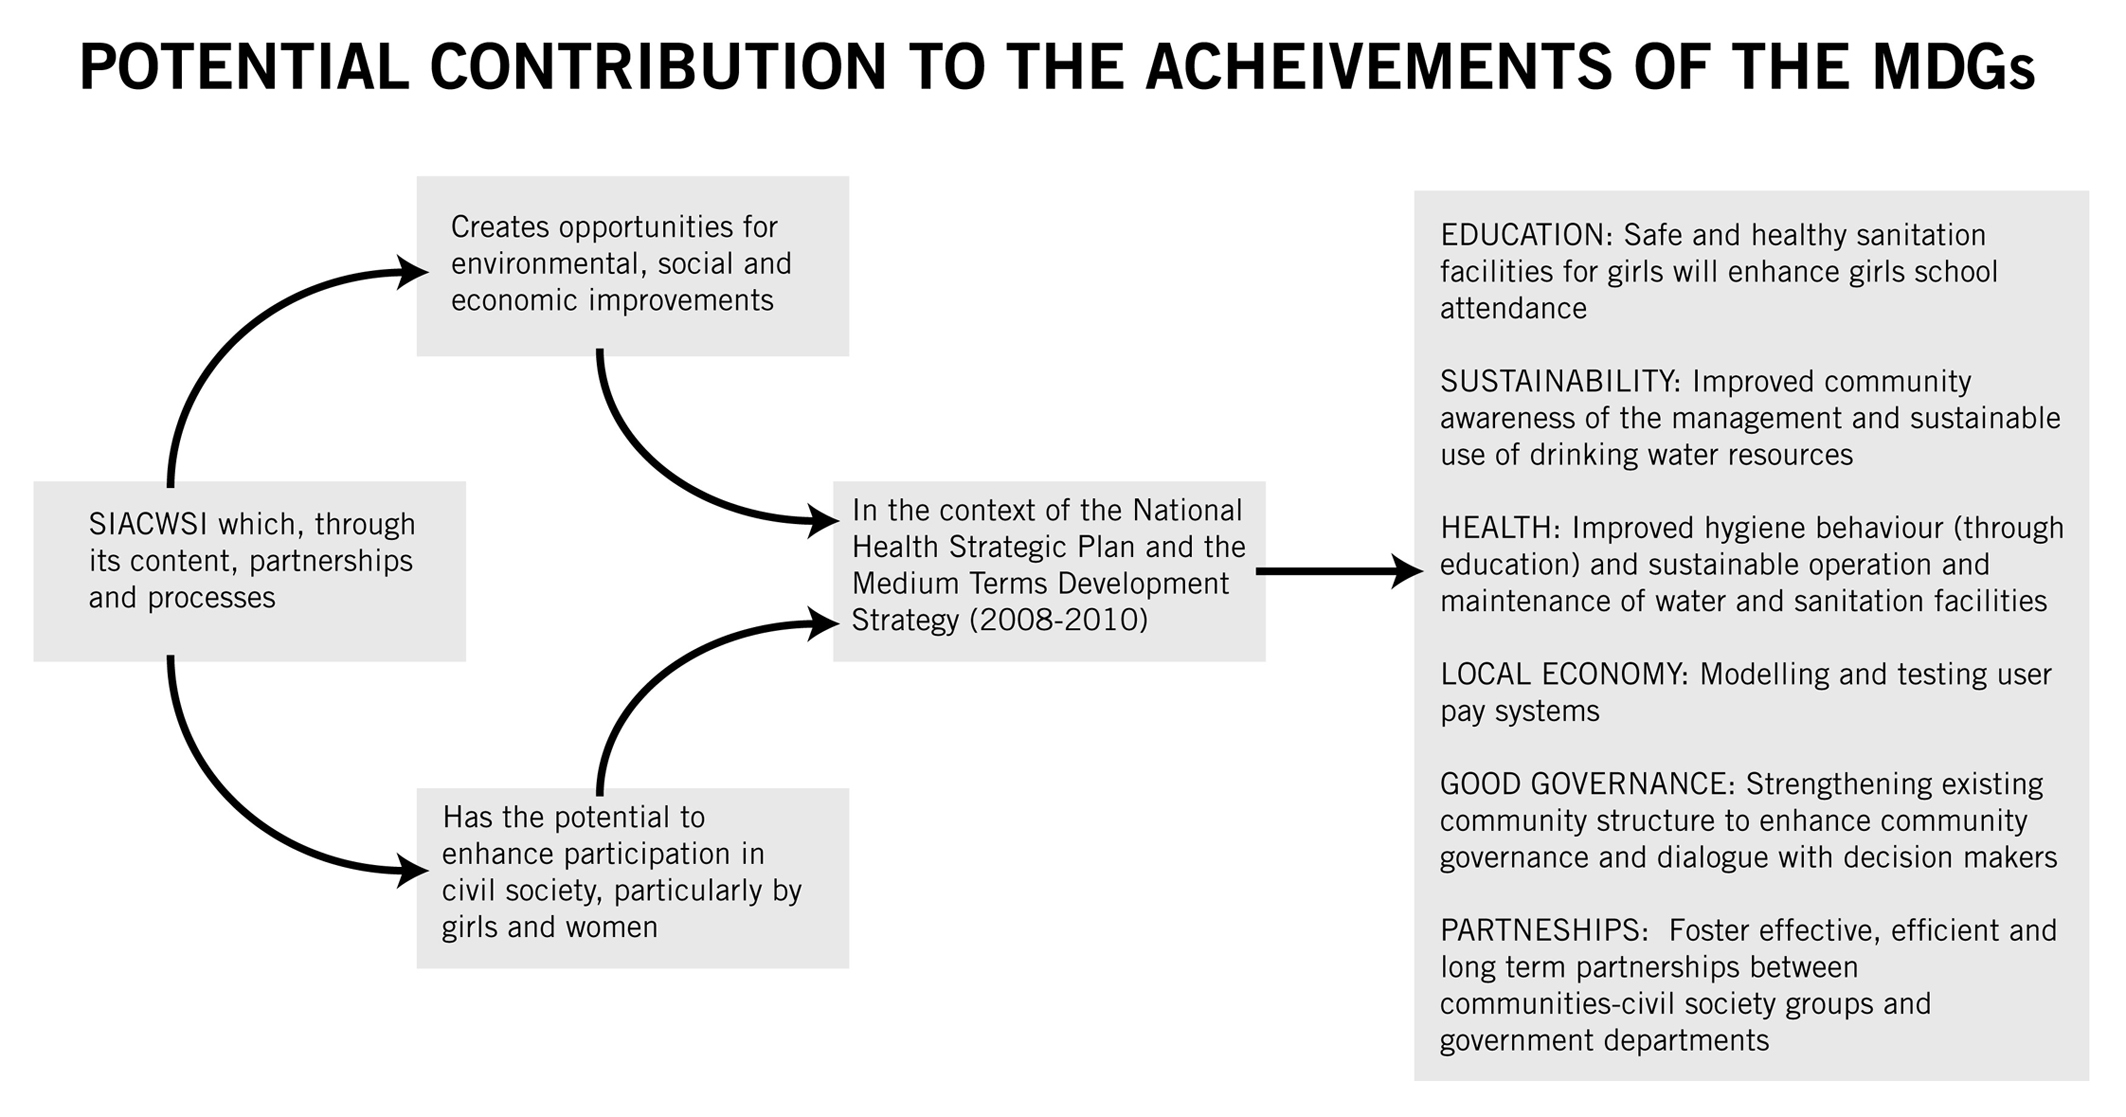 POTENTIAL CONTRIBUTION TO THE ACHEIVEMENTS OF THE MDGs
Creates opportunities for
environmental, social and
economic improvements
SIACWSI which, through
its content, partnerships
and processes
Has the potential to
enhance participation in
civil society, particularly by
girls and women
In the context of the National
Health Strategic Plan and the
Medium Terms Development
Strategy (2008-2010)
EDUCATION: Safe and healthy sanitation
facilities for girls will enhance girls school
attendance
SUSTAINABILITY: Improved community
awareness of the management and sustainable
use of drinking water resources
HEALTH: Improved hygiene behaviour (through
education) and sustainable operation and
maintenance of water and sanitation facilities
LOCAL ECONOMY: Modelling and testing user
pay systems
GOOD GOVERNANCE: Strengthening existing
community structure to enhance community
governance and dialogue with decision makers
PARTNESHIPS:  Foster effective, efficient and
long term partnerships between
communities-civil society groups and
government departments